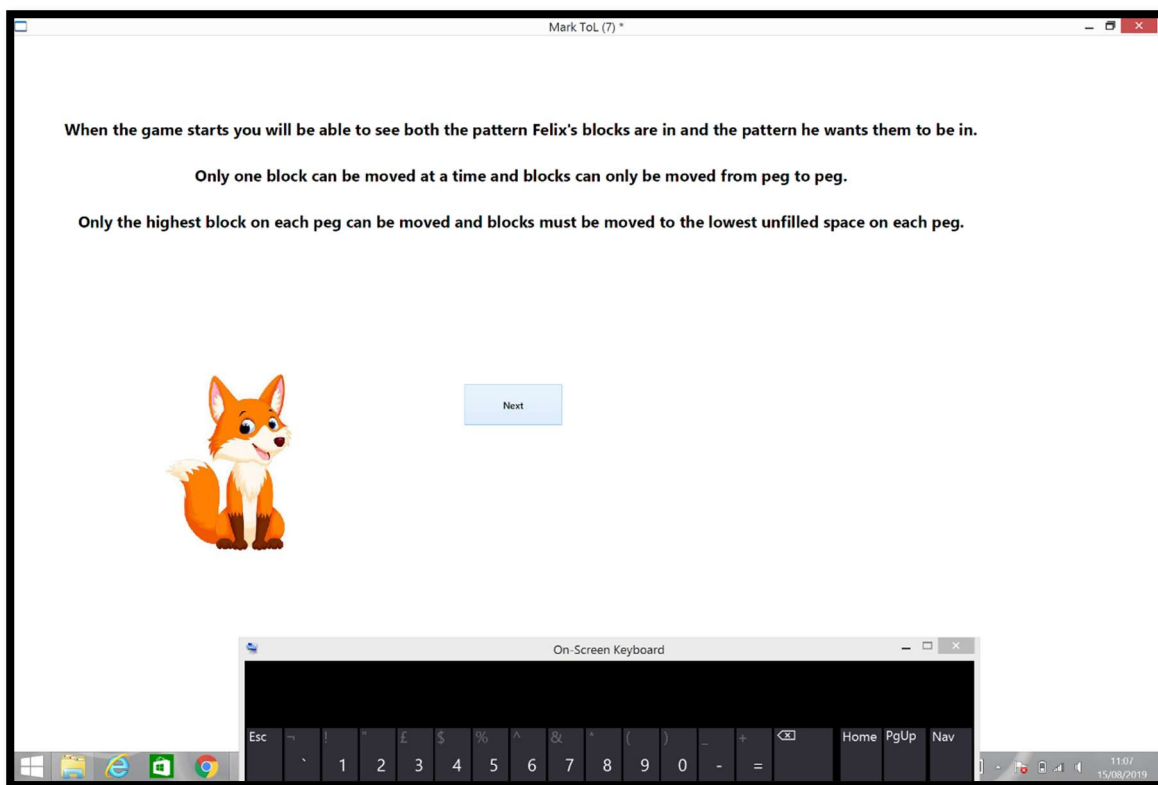 Mark ToL (7) *
When the game starts you will be able to see both the pattern Felix's blocks are in and the pattern he wants them to be in.
Only one block can be moved at a time and blocks can only be moved from peg to peg.
Only the highest block on each peg can be moved and blocks must be moved to the lowest unfilled space on each peg.
Next
On-Screen Keyboard
Esc ¬ ! " £ $ % ^ & * ( ) _ + Home PgUp Nav
` 1 2 3 4 5 6 7 8 9 0 - =
11:07
15/08/2019